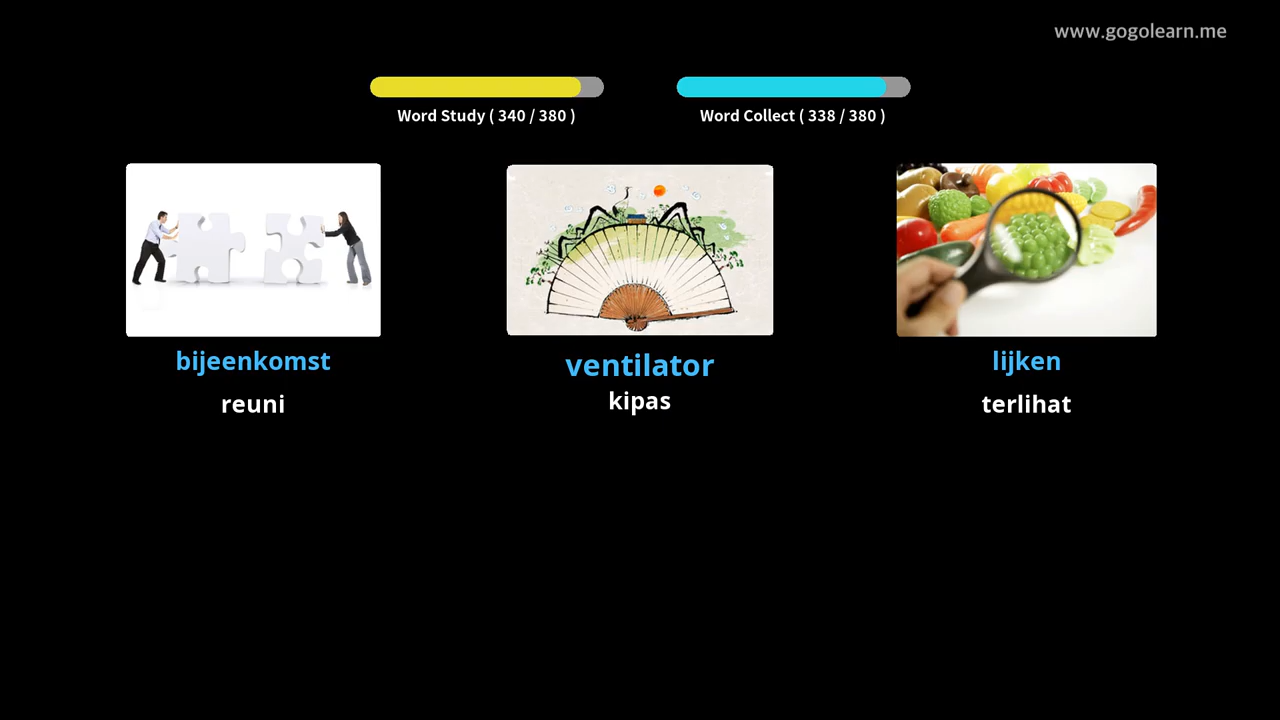 www.gogolearn.me
Word Study ( 340 / 380 )
Word Collect ( 338 / 380 )
bijeenkomst
reuni
ventilator
kipas
lijken
terlihat